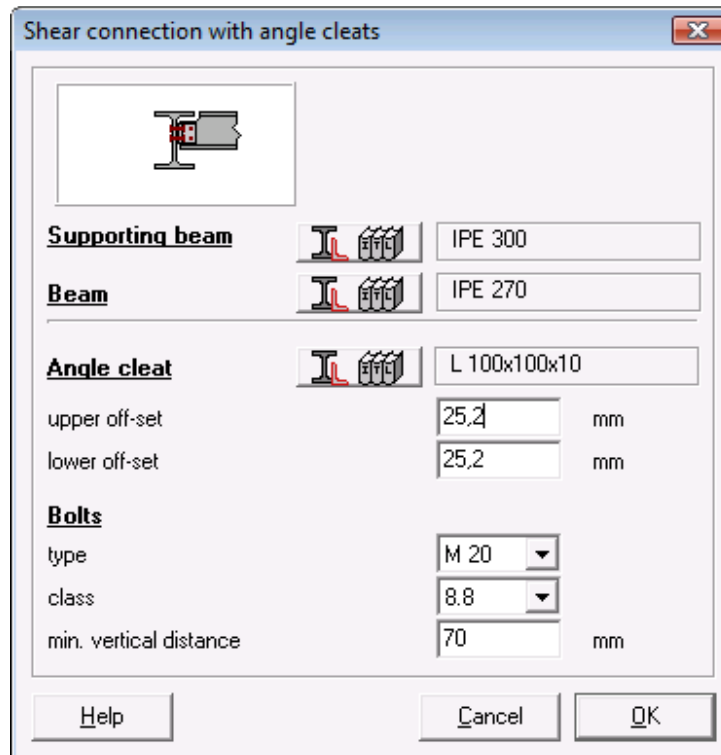 Shear connection with angle cleats
Supporting beam IPE 300
Beam IPE 270
Angle cleat L 100x100x10
upper off-set 25,2 mm
lower off-set 25,2 mm
Bolts
type M 20
class 8.8
min. vertical distance 70 mm
Help Cancel OK